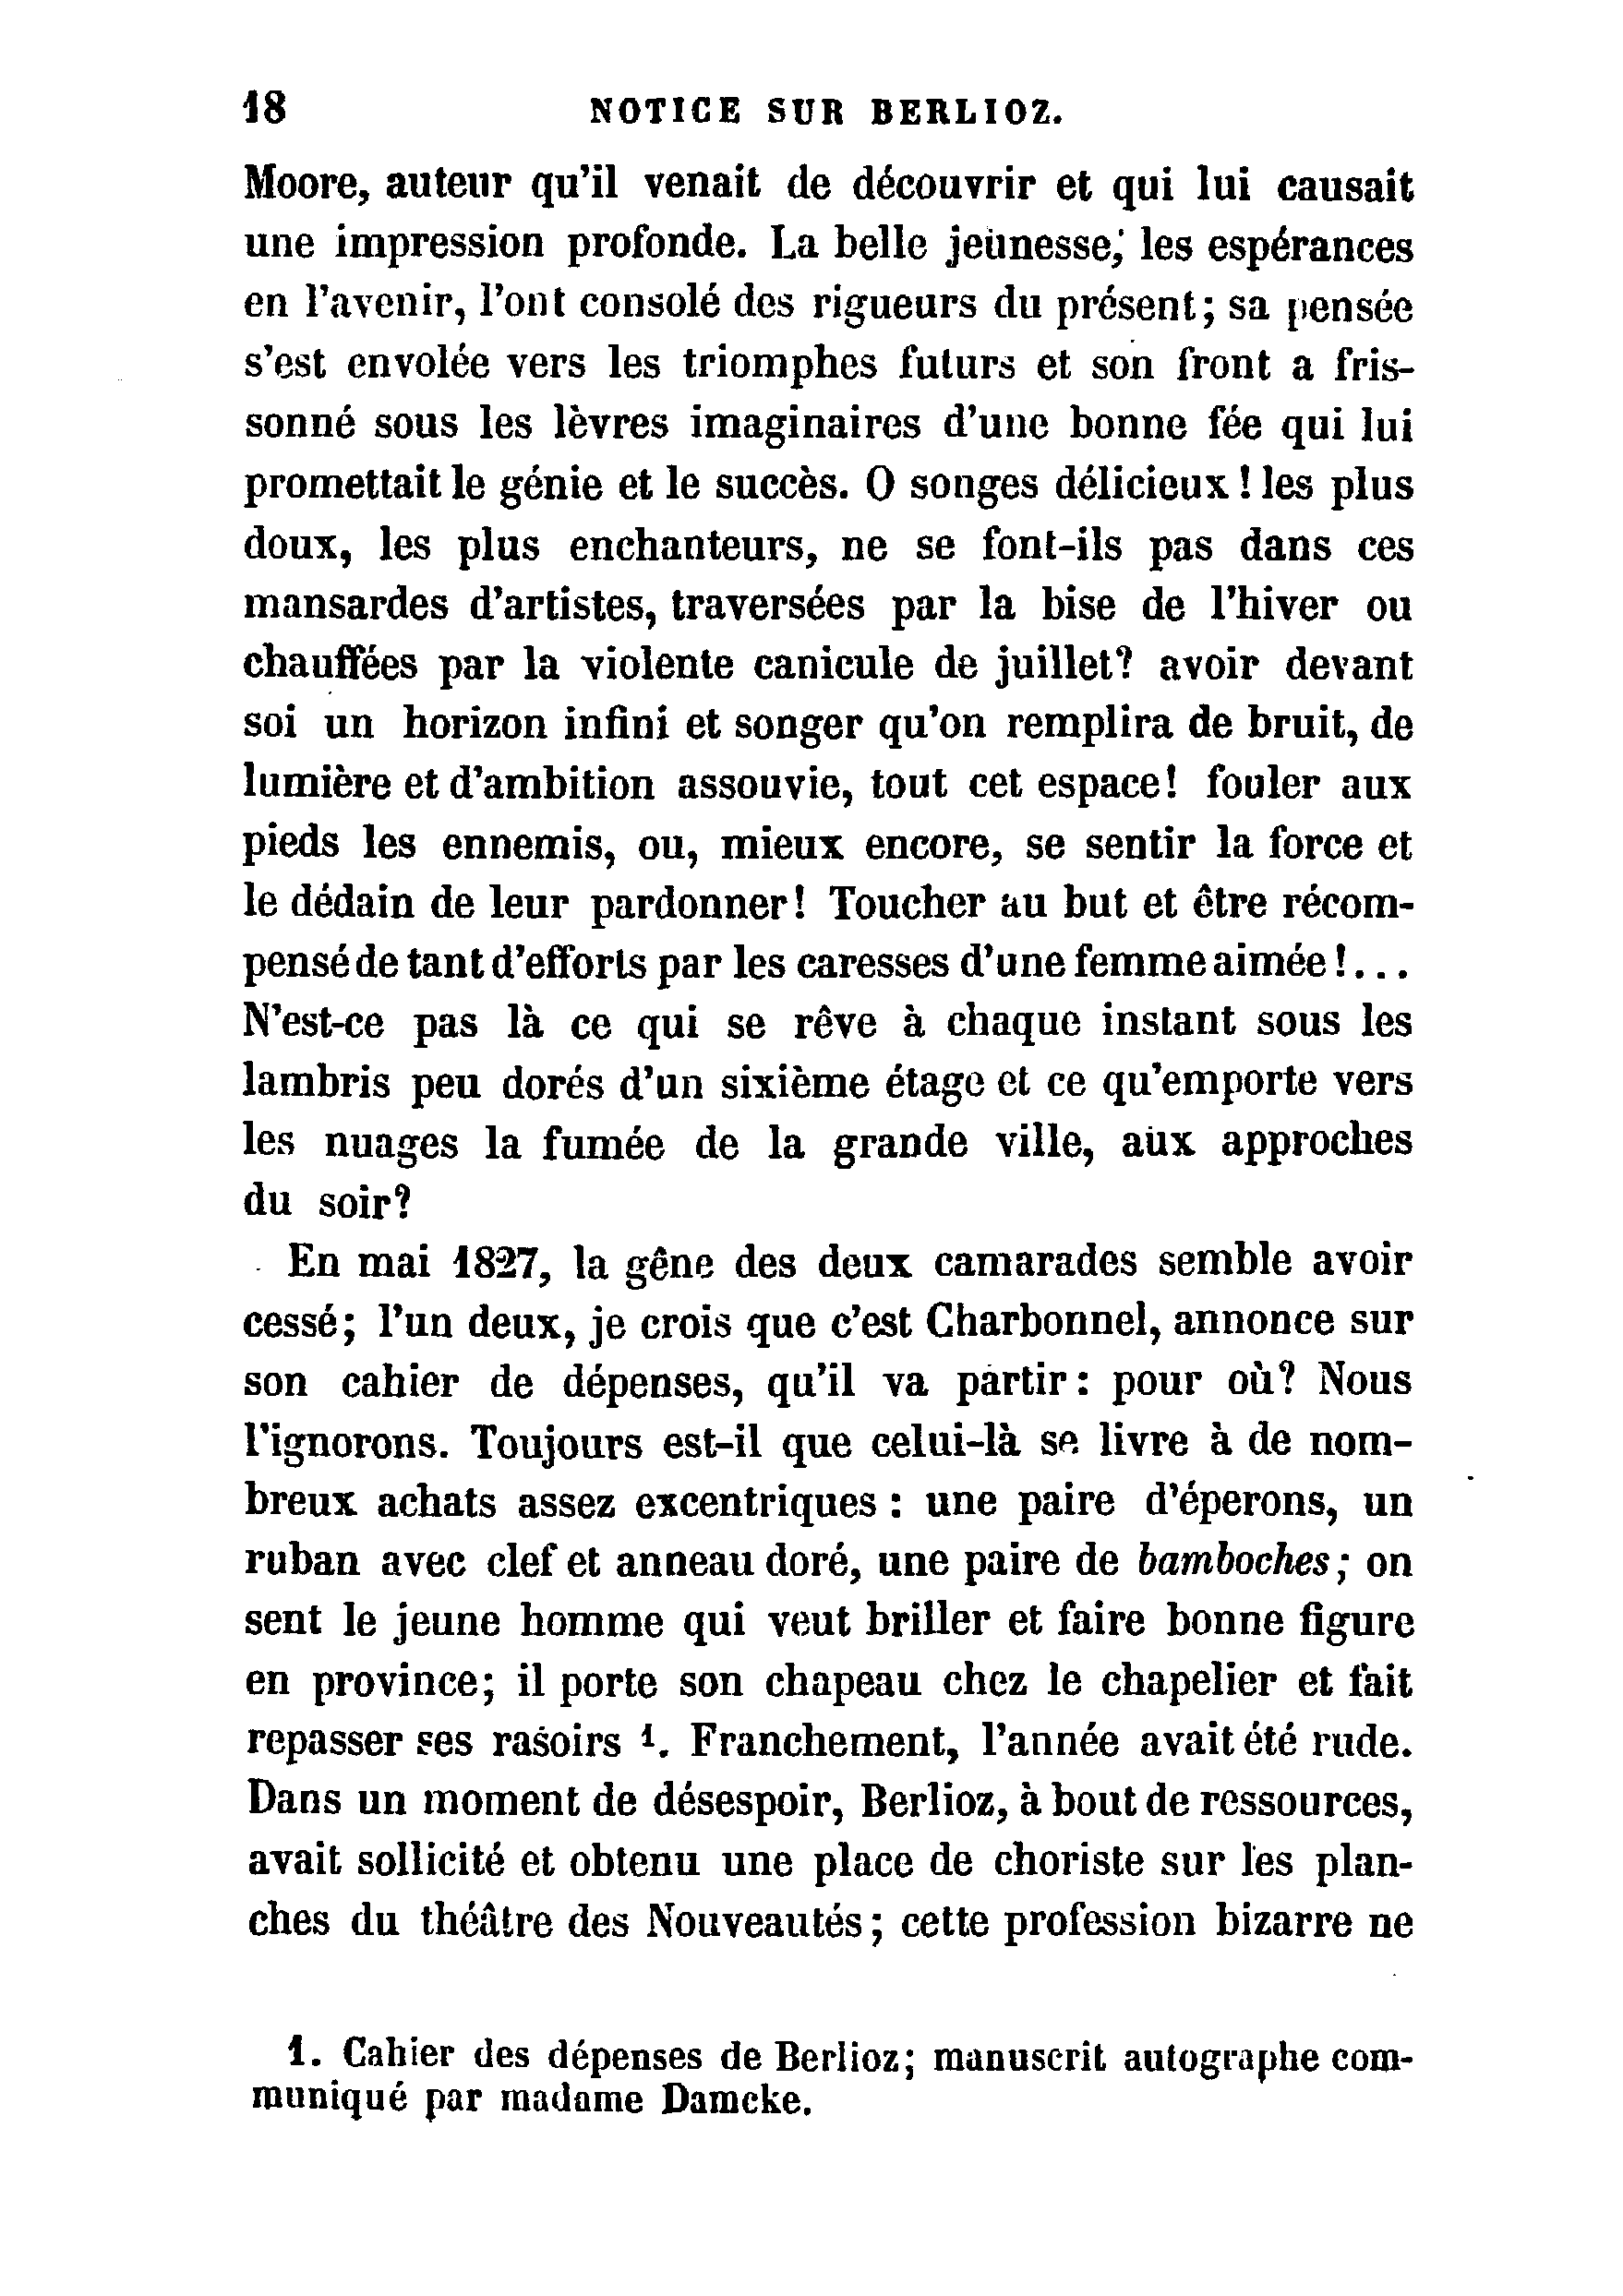 18 NOTICE SUR BERLIOZ.
Moore, auteur qu'il venait de découvrir et qui lui causait
une impression profonde. La belle jeunesse, les espérances
en l'avenir, l'ont consolé des rigueurs du présent; sa pensée
s'est envolée vers les triomphes futurs et son front a fris-
sonné sous les lèvres imaginaires d'une bonne fée qui lui
promettait le génie et le succès. O songes délicieux ! les plus
doux, les plus enchanteurs, ne se font-ils pas dans ces
mansardes d'artistes, traversées par la bise de l'hiver ou
chauffées par la violente canicule de juillet? avoir devant
soi un horizon infini et songer qu'on remplira de bruit, de
lumière et d'ambition assouvie, tout cet espace! fouler aux
pieds les ennemis, ou, mieux encore, se sentir la force et
le dédain de leur pardonner! Toucher au but et être récom-
pensé de tant d'efforts par les caresses d'une femme aimée !...
N'est-ce pas là ce qui se rêve à chaque instant sous les
lambris peu dorés d'un sixième étage et ce qu'emporte vers
les nuages la fumée de la grande ville, aux approches
du soir?
En mai 1827, la gêne des deux camarades semble avoir
cessé; l'un deux, je crois que c'est Charbonnel, annonce sur
son cahier de dépenses, qu'il va partir: pour où? Nous
l'ignorons. Toujours est-il que celui-là se livre à de nom-
breux achats assez excentriques : une paire d'éperons, un
ruban avec clef et anneau doré, une paire de bamboches; on
sent le jeune homme qui veut briller et faire bonne figure
en province; il porte son chapeau chez le chapelier et fait
repasser ses rasoirs ¹. Franchement, l'année avait été rude.
Dans un moment de désespoir, Berlioz, à bout de ressources,
avait sollicité et obtenu une place de choriste sur les plan-
ches du théâtre des Nouveautés; cette profession bizarre ne
1. Cahier des dépenses de Berlioz; manuscrit autographe com-
muniqué par madame Damcke.